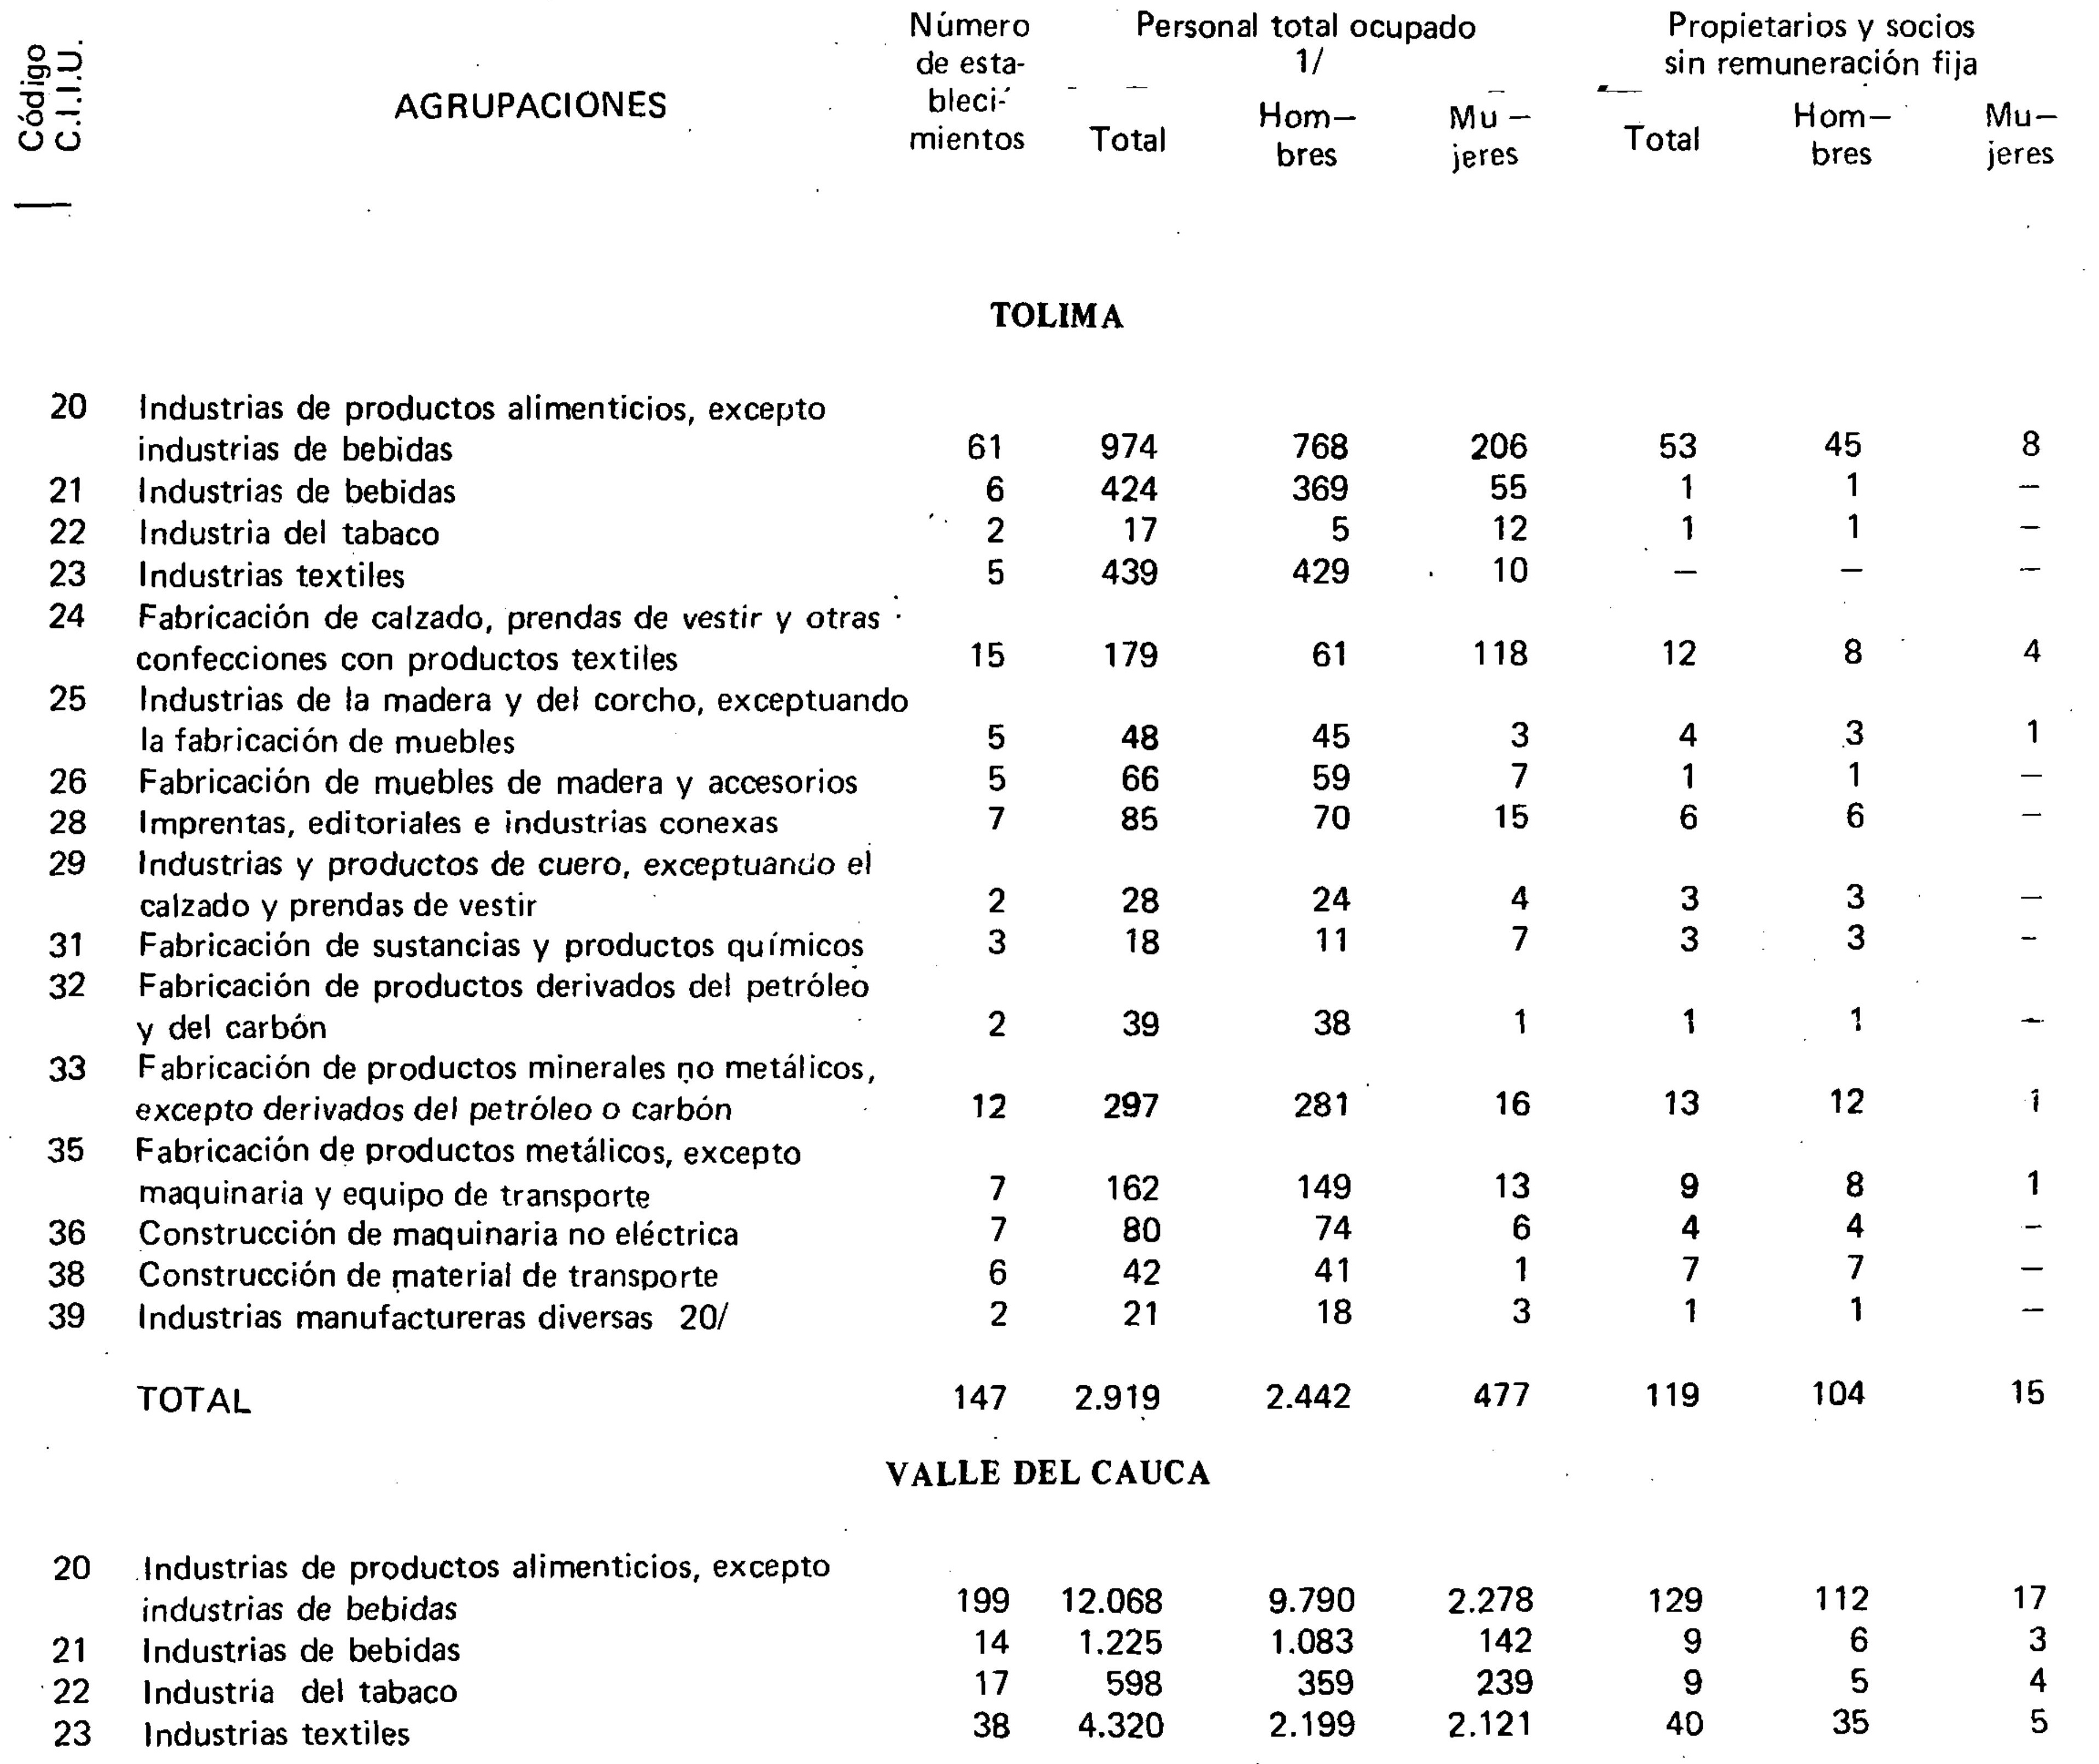 Código C.I.I.U.
AGRUPACIONES
Número de esta- bleci- mientos
Personal total ocupado 1/
Total Hom— bres Mu — jeres
Propietarios y socios sin remuneración fija
Total Hom— bres Mu— jeres
TOLIMA
20 Industrias de productos alimenticios, excepto
industrias de bebidas 61 974 768 206 53 45 8
21 Industrias de bebidas 6 424 369 55 1 1 —
22 Industria del tabaco 2 17 5 12 1 1 —
23 Industrias textiles 5 439 429 10 — — —
24 Fabricación de calzado, prendas de vestir y otras
confecciones con productos textiles 15 179 61 118 12 8 4
25 Industrias de la madera y del corcho, exceptuando
la fabricación de muebles 5 48 45 3 4 3 1
26 Fabricación de muebles de madera y accesorios 5 66 59 7 1 1 —
28 Imprentas, editoriales e industrias conexas 7 85 70 15 6 6 —
29 Industrias y productos de cuero, exceptuando el
calzado y prendas de vestir 2 28 24 4 3 3 —
31 Fabricación de sustancias y productos químicos 3 18 11 7 3 3 —
32 Fabricación de productos derivados del petróleo
y del carbón 2 39 38 1 1 1 —
33 Fabricación de productos minerales no metálicos,
excepto derivados del petróleo o carbón 12 297 281 16 13 12 1
35 Fabricación de productos metálicos, excepto
maquinaria y equipo de transporte 7 162 149 13 9 8 1
36 Construcción de maquinaria no eléctrica 7 80 74 6 4 4 —
38 Construcción de material de transporte 6 42 41 1 7 7 —
39 Industrias manufactureras diversas 20/ 2 21 18 3 1 1 —
TOTAL 147 2.919 2.442 477 119 104 15
VALLE DEL CAUCA
20 Industrias de productos alimenticios, excepto
industrias de bebidas 199 12.068 9.790 2.278 129 112 17
21 Industrias de bebidas 14 1.225 1.083 142 9 6 3
22 Industria del tabaco 17 598 359 239 9 5 4
23 Industrias textiles 38 4.320 2.199 2.121 40 35 5